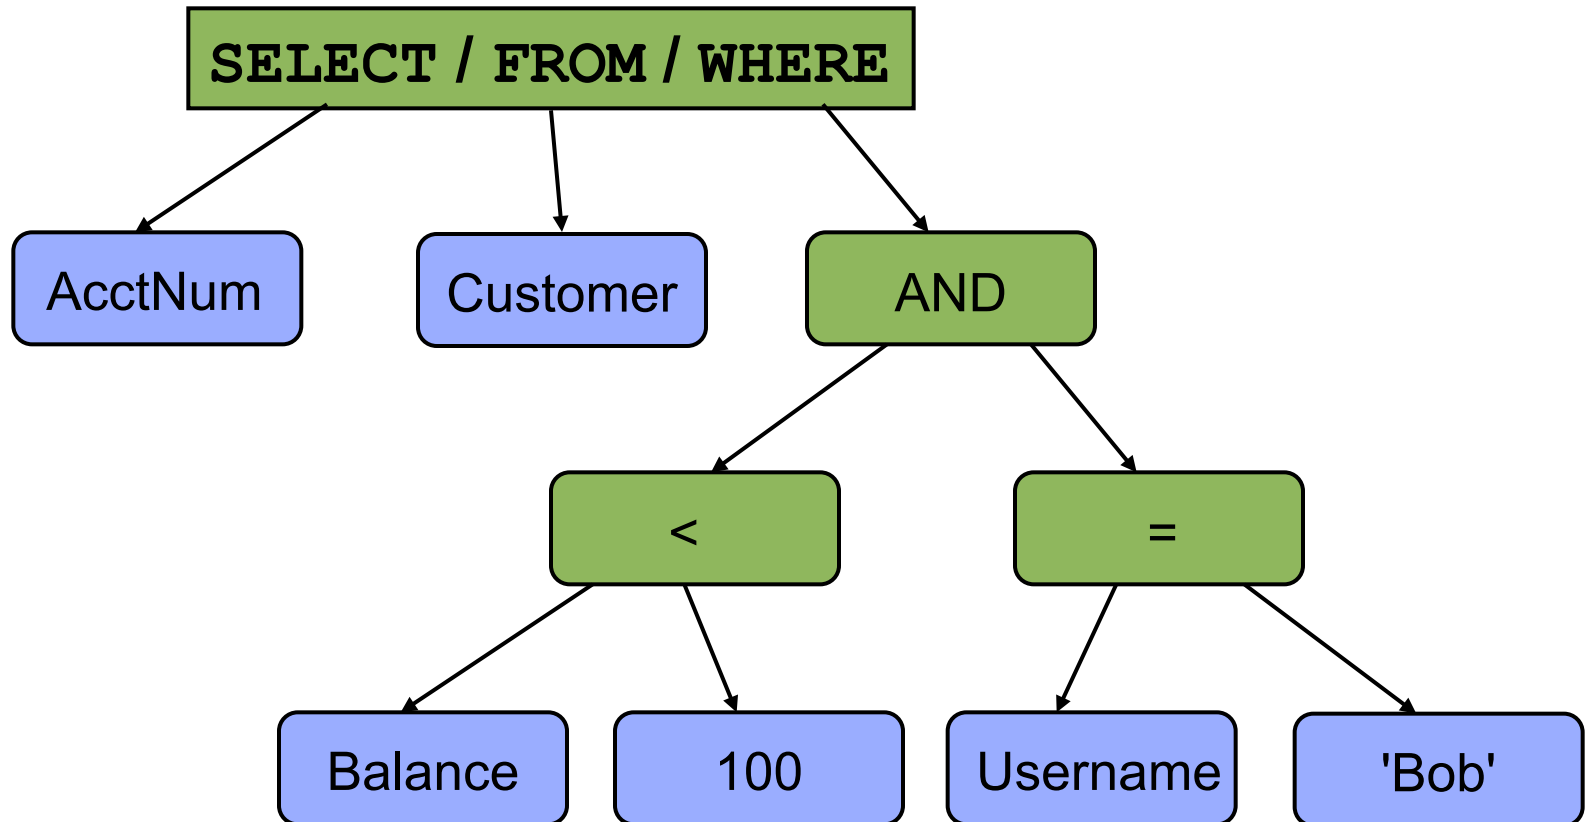 SELECT / FROM / WHERE
AcctNum
Customer
AND
<
=
Balance
100
Username
'Bob'